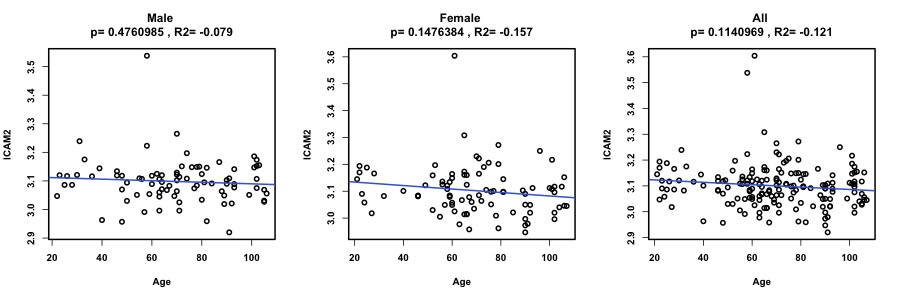 Male
p= 0.4760985 , R2= -0.079
ICAM2
2.9 3.0 3.1 3.2 3.3 3.4 3.5
20 40 60 80 100
Age
Female
p= 0.1476384 , R2= -0.157
ICAM2
3.0 3.1 3.2 3.3 3.4 3.5 3.6
20 40 60 80 100
Age
All
p= 0.1140969 , R2= -0.121
ICAM2
2.9 3.0 3.1 3.2 3.3 3.4 3.5 3.6
20 40 60 80 100
Age